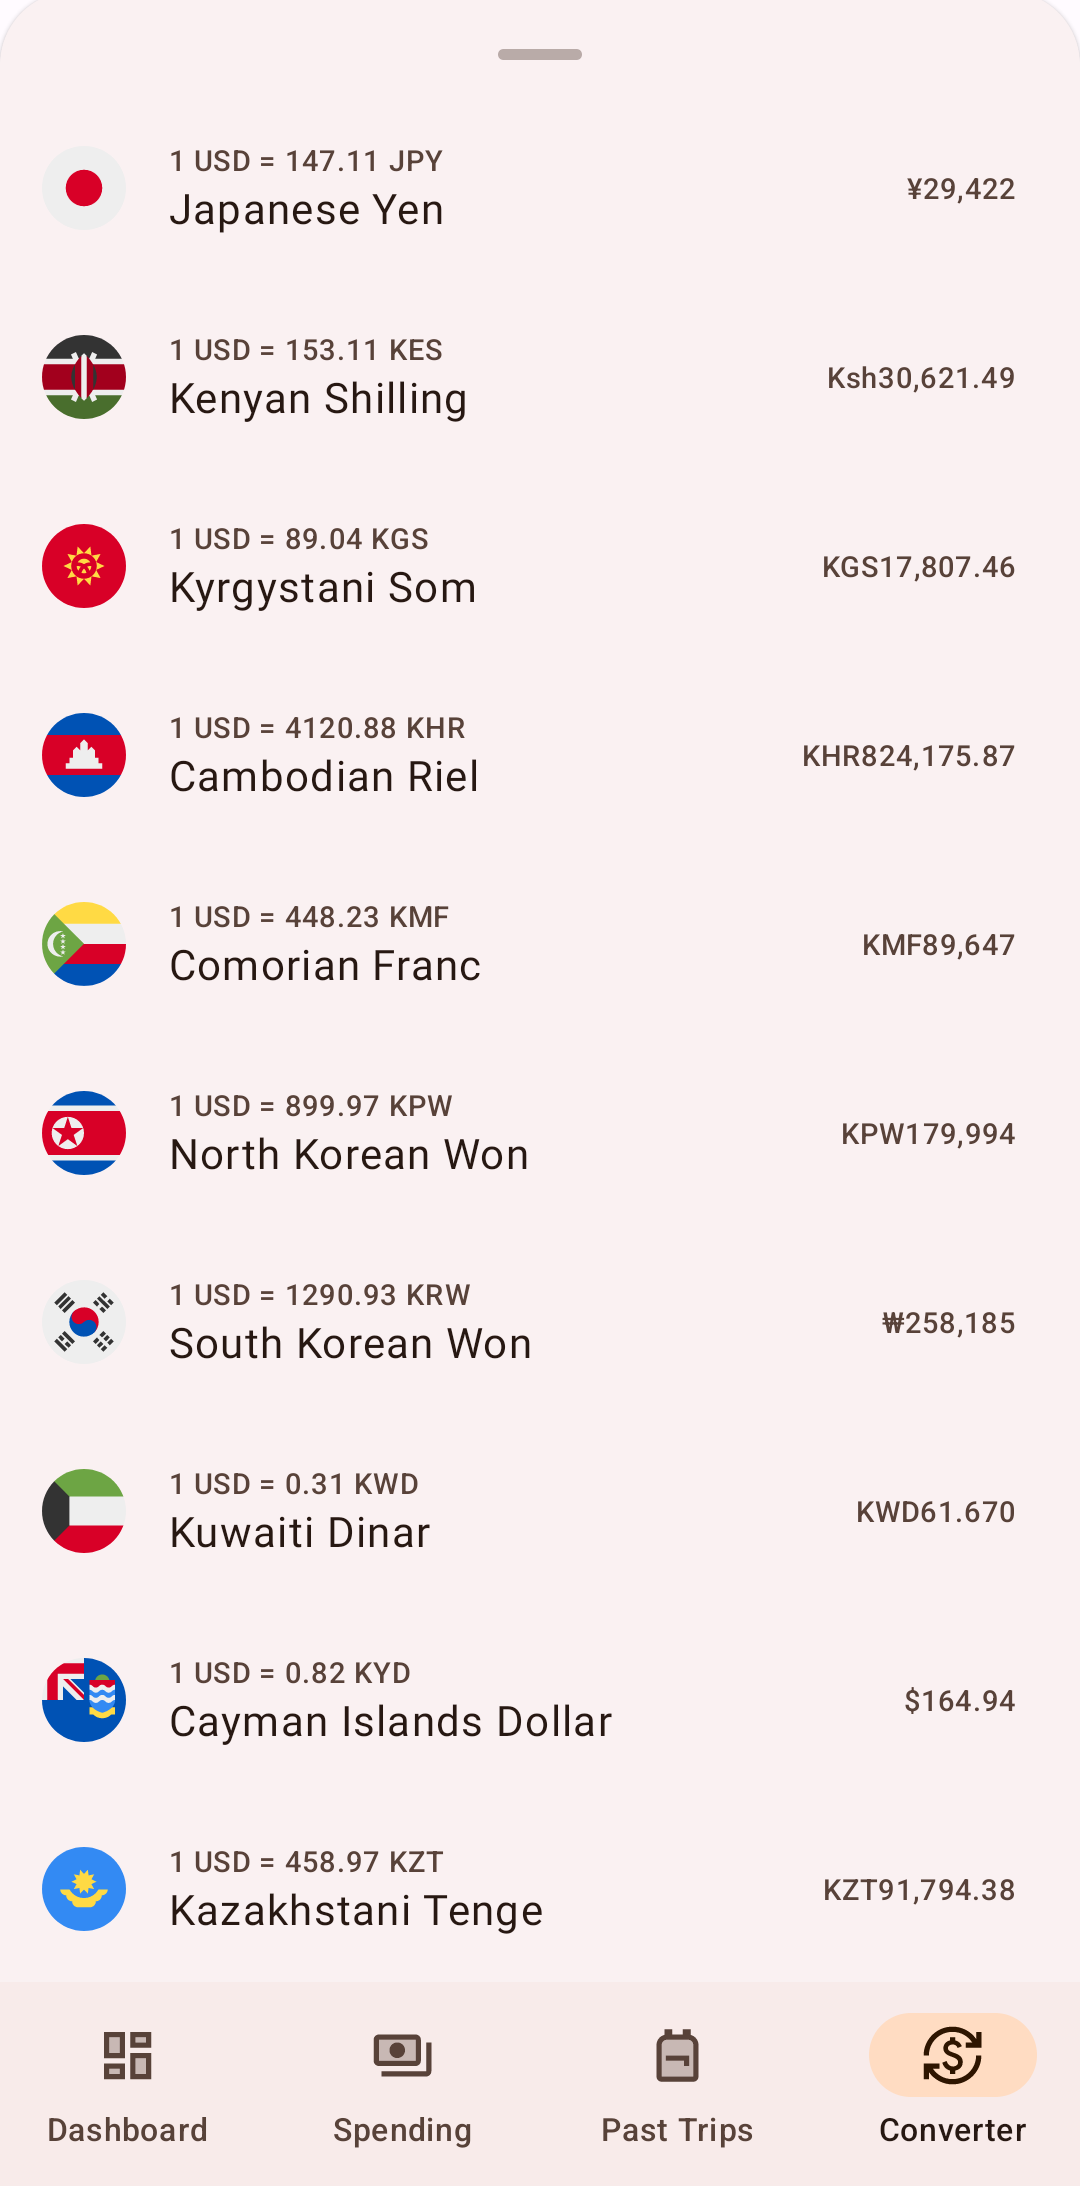 1 USD = 147.11 JPY
Japanese Yen
¥29,422
1 USD = 153.11 KES
Kenyan Shilling
Ksh30,621.49
1 USD = 89.04 KGS
Kyrgystani Som
KGS17,807.46
1 USD = 4120.88 KHR
Cambodian Riel
KHR824,175.87
1 USD = 448.23 KMF
Comorian Franc
KMF89,647
1 USD = 899.97 KPW
North Korean Won
KPW179,994
1 USD = 1290.93 KRW
South Korean Won
₩258,185
1 USD = 0.31 KWD
Kuwaiti Dinar
KWD61.670
1 USD = 0.82 KYD
Cayman Islands Dollar
$164.94
1 USD = 458.97 KZT
Kazakhstani Tenge
KZT91,794.38
Dashboard
Spending
Past Trips
Converter